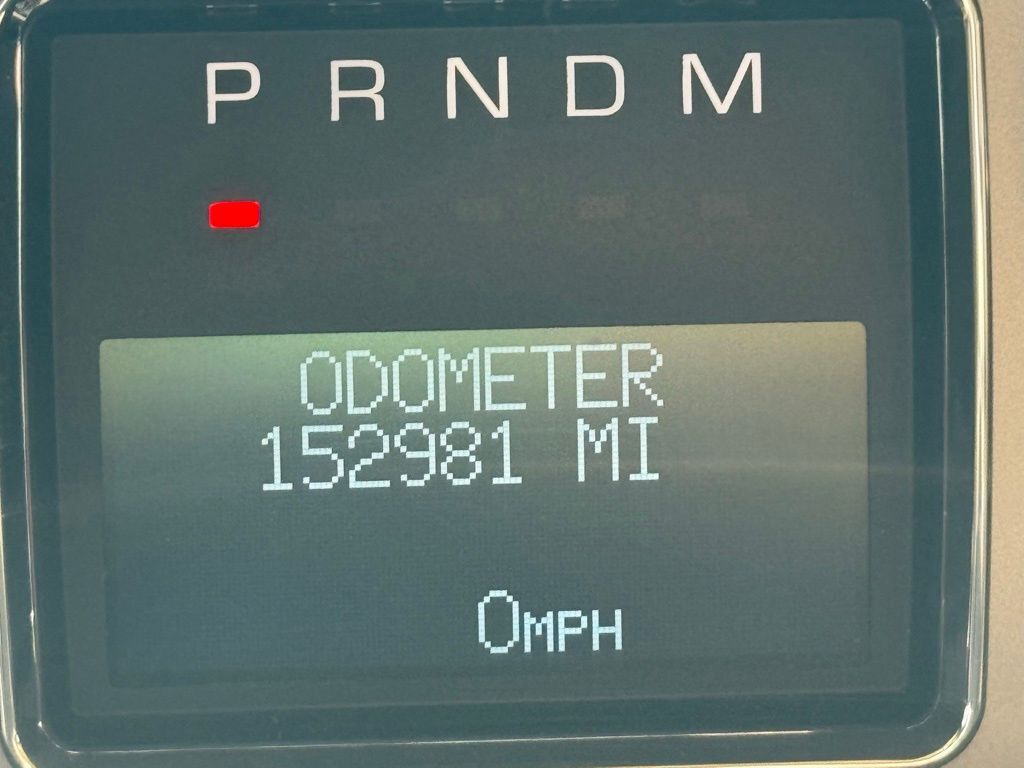 P R N D M
ODOMETER
152981 MI
0MPH